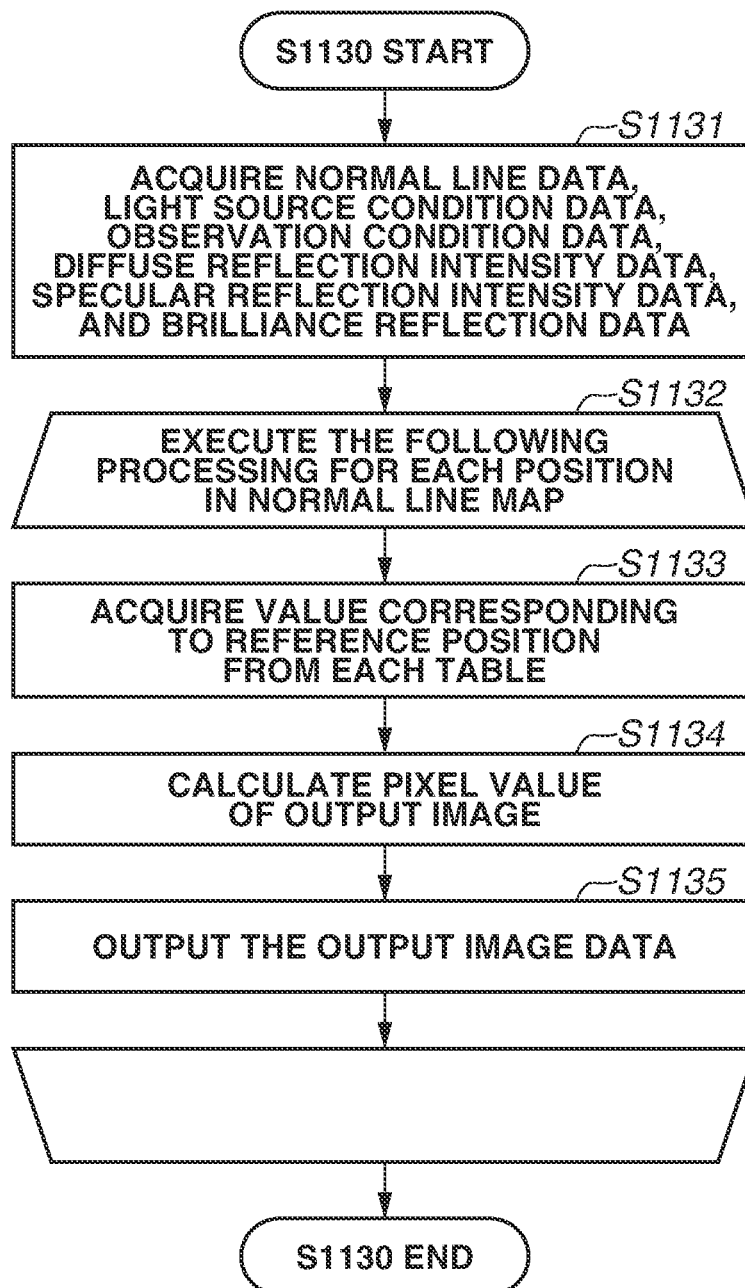 S1130 START
S1131
ACQUIRE NORMAL LINE DATA,
LIGHT SOURCE CONDITION DATA,
OBSERVATION CONDITION DATA,
DIFFUSE REFLECTION INTENSITY DATA,
SPECULAR REFLECTION INTENSITY DATA,
AND BRILLIANCE REFLECTION DATA
S1132
EXECUTE THE FOLLOWING
PROCESSING FOR EACH POSITION
IN NORMAL LINE MAP
S1133
ACQUIRE VALUE CORRESPONDING
TO REFERENCE POSITION
FROM EACH TABLE
S1134
CALCULATE PIXEL VALUE
OF OUTPUT IMAGE
S1135
OUTPUT THE OUTPUT IMAGE DATA
S1130 END